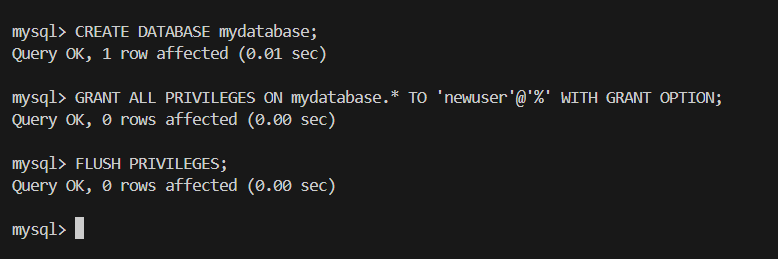 mysql> CREATE DATABASE mydatabase;
Query OK, 1 row affected (0.01 sec)
mysql> GRANT ALL PRIVILEGES ON mydatabase.* TO 'newuser'@'%' WITH GRANT OPTION;
Query OK, 0 rows affected (0.00 sec)
mysql> FLUSH PRIVILEGES;
Query OK, 0 rows affected (0.00 sec)
mysql>